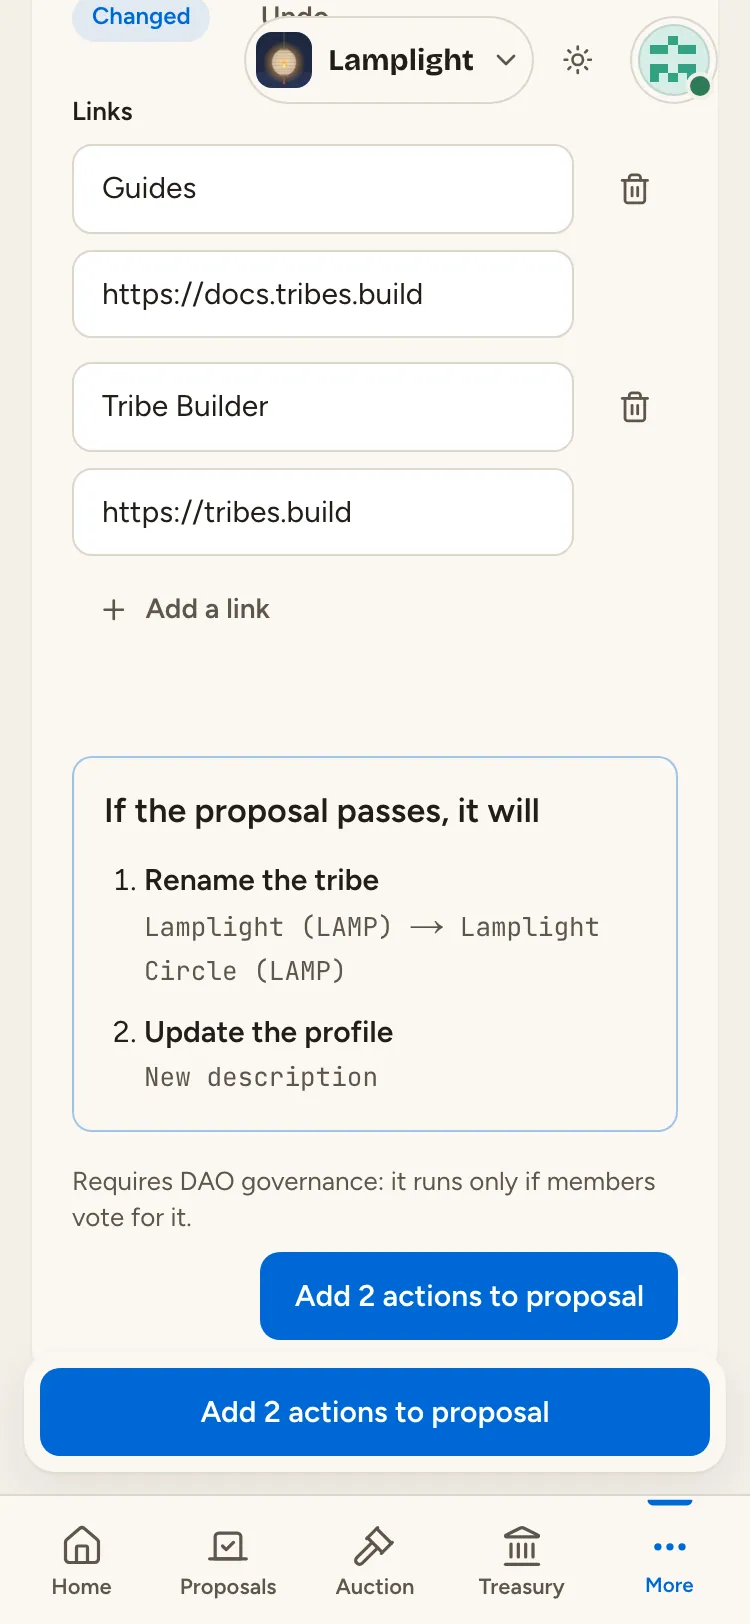 Changed
Undo
Lamplight
Links
Guides
https://docs.tribes.build
Tribe Builder
https://tribes.build
Add a link
If the proposal passes, it will
1. Rename the tribe
Lamplight (LAMP) ⟶ Lamplight
Circle (LAMP)
2. Update the profile
New description
Requires DAO governance: it runs only if members
vote for it.
Add 2 actions to proposal
Add 2 actions to proposal
Home
Proposals
Auction
Treasury
More